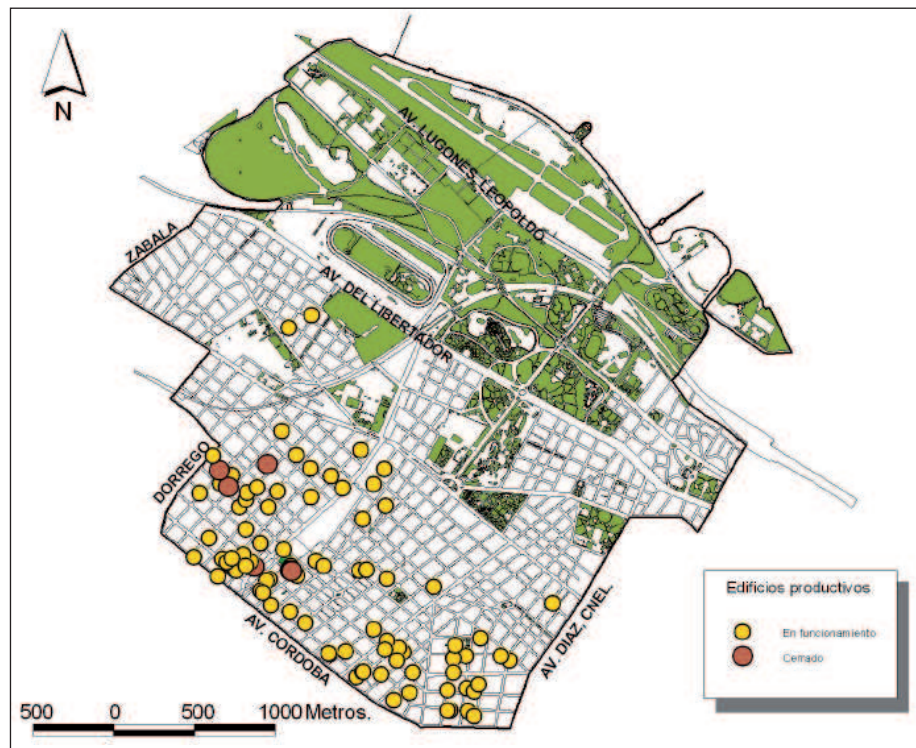 N
AV. LUGONES LEOPOLDO
ZABALA
AV. DEL LIBERTADOR
DORREGO
AV. CORDOBA
AV. DIAZ, CNEL.
Edificios productivos
En funcionamiento
Cerrado
500 0 500 1000 Metros.